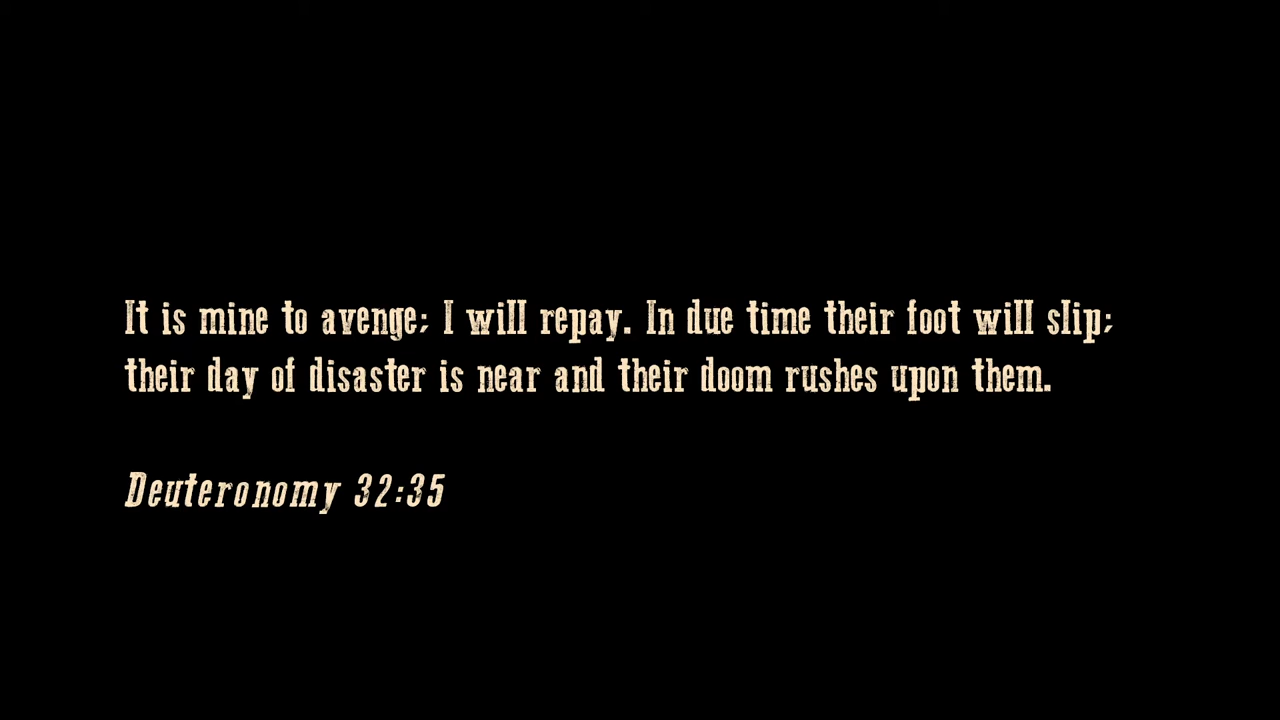 It is mine to avenge; I will repay. In due time their foot will slip;
their day of disaster is near and their doom rushes upon them.
Deuteronomy 32:35